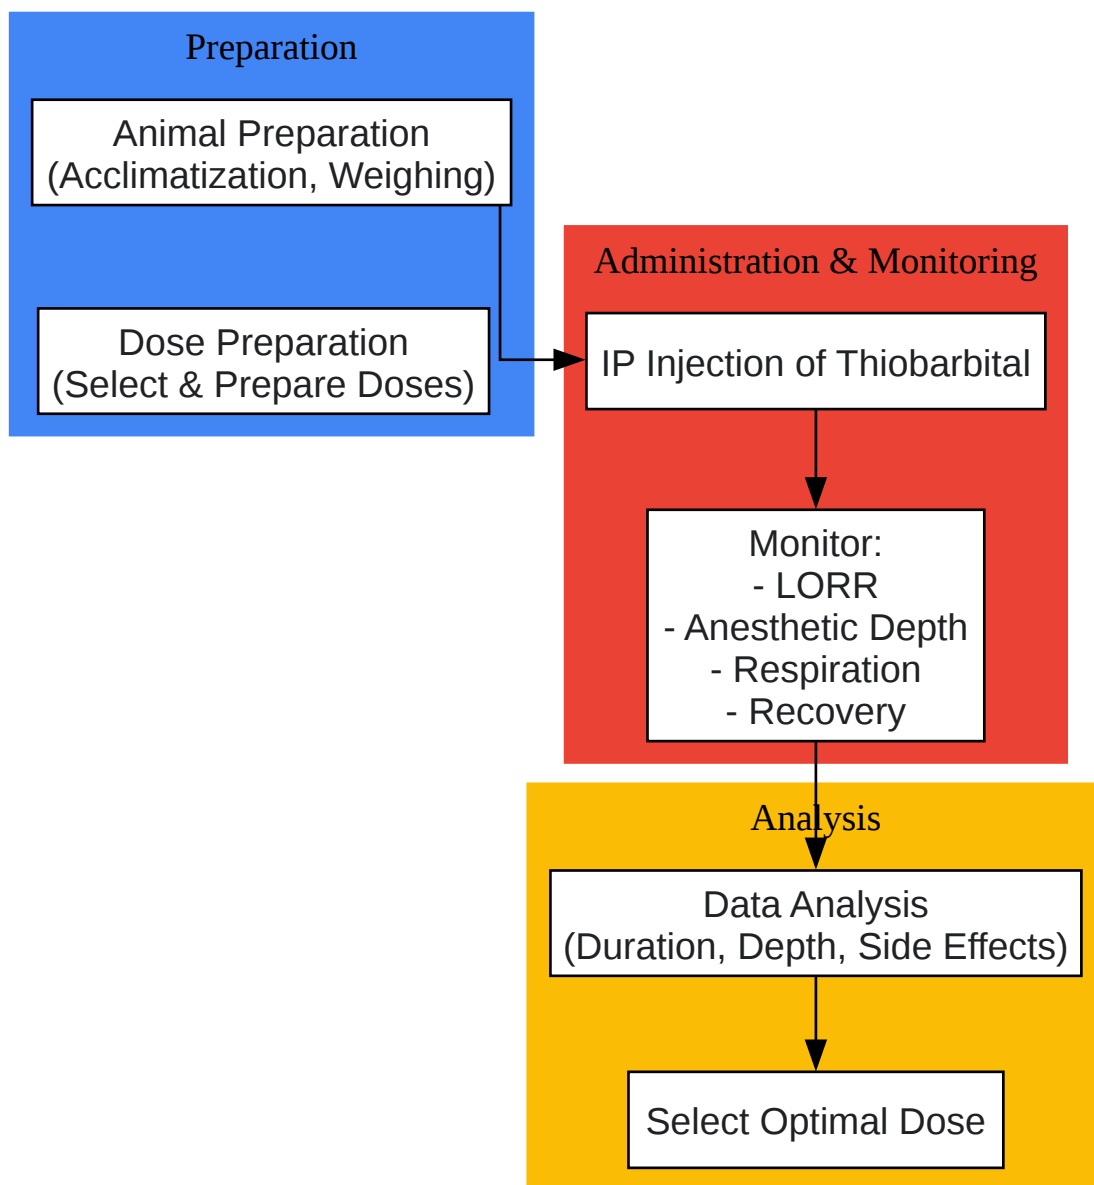 Preparation
Animal Preparation
(Acclimatization, Weighing)
Dose Preparation
(Select & Prepare Doses)
Administration & Monitoring
IP Injection of Thiobarbital
Monitor:
- LORR
- Anesthetic Depth
- Respiration
- Recovery
Analysis
Data Analysis
(Duration, Depth, Side Effects)
Select Optimal Dose